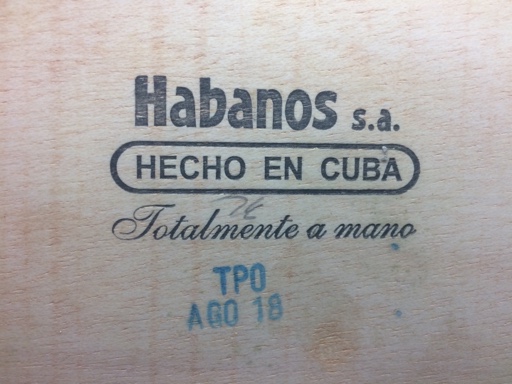 Habanos s.a.
HECHO EN CUBA
Totalmente a mano
TPO
AGO 18